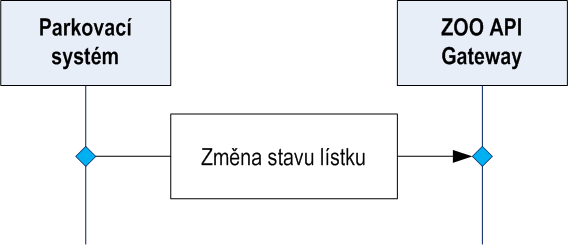 Parkovací
systém
ZOO API
Gateway
Změna stavu lístku